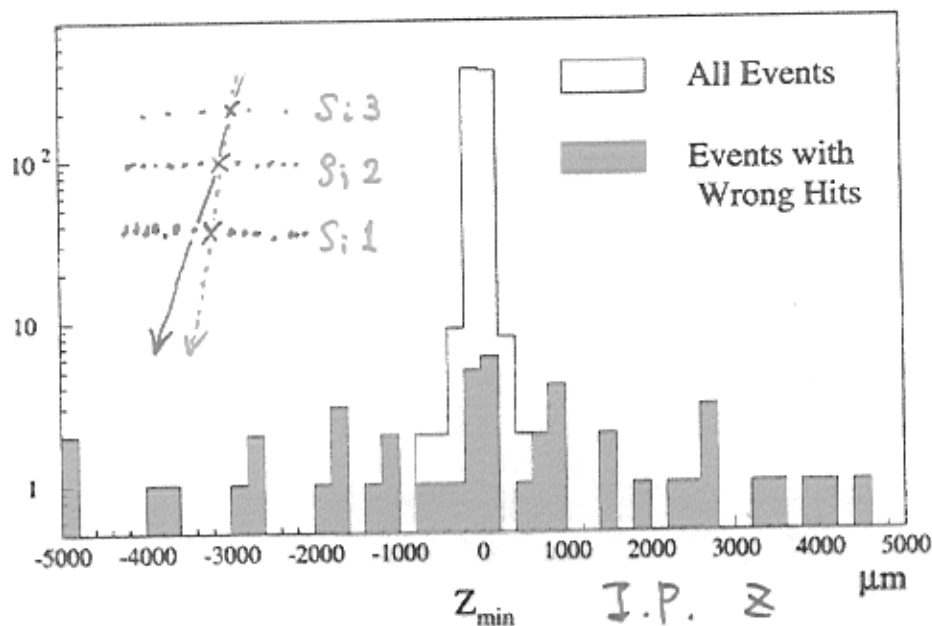 All Events
Events with
Wrong Hits
Si 3
Si 2
Si 1
10²
10
1
-5000 -4000 -3000 -2000 -1000 0 1000 2000 3000 4000 5000
μm
Z_min
I.P. Z